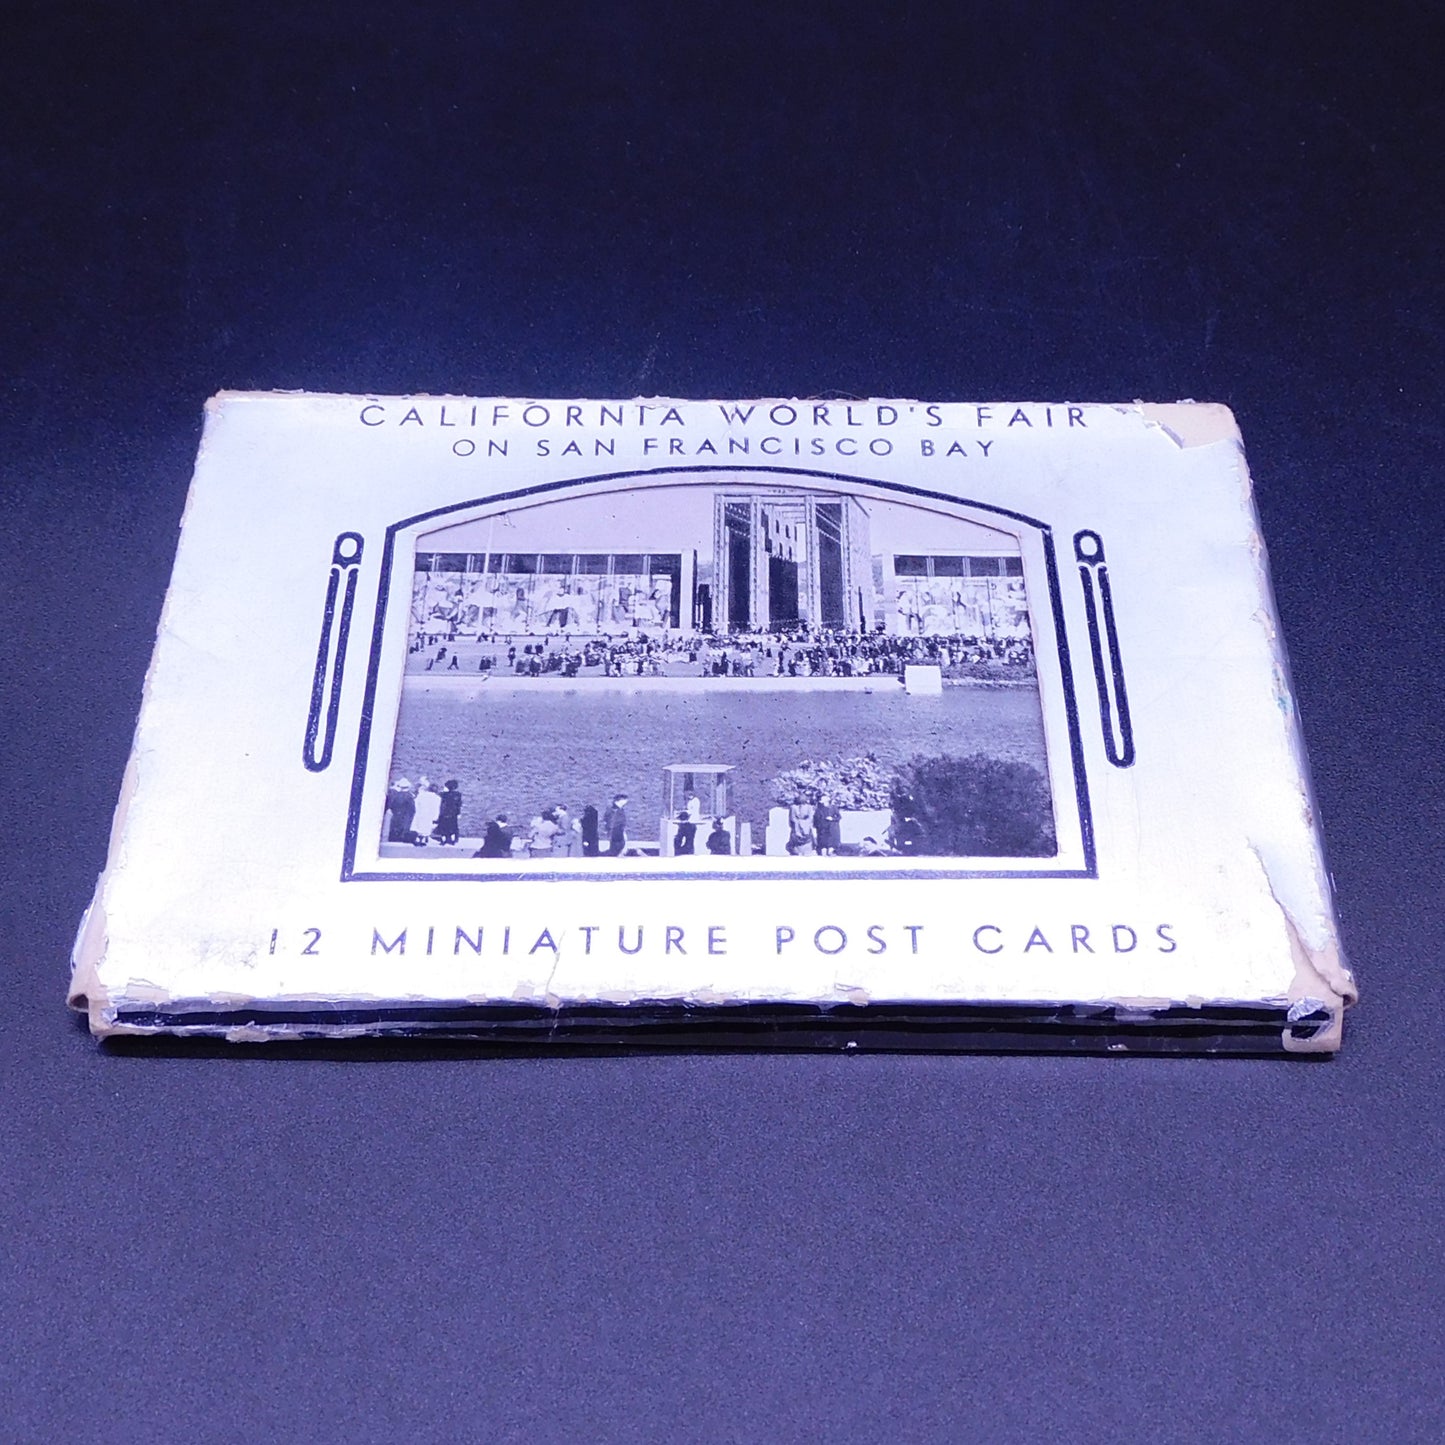 CALIFORNIA WORLD'S FAIR
ON SAN FRANCISCO BAY
12 MINIATURE POST CARDS